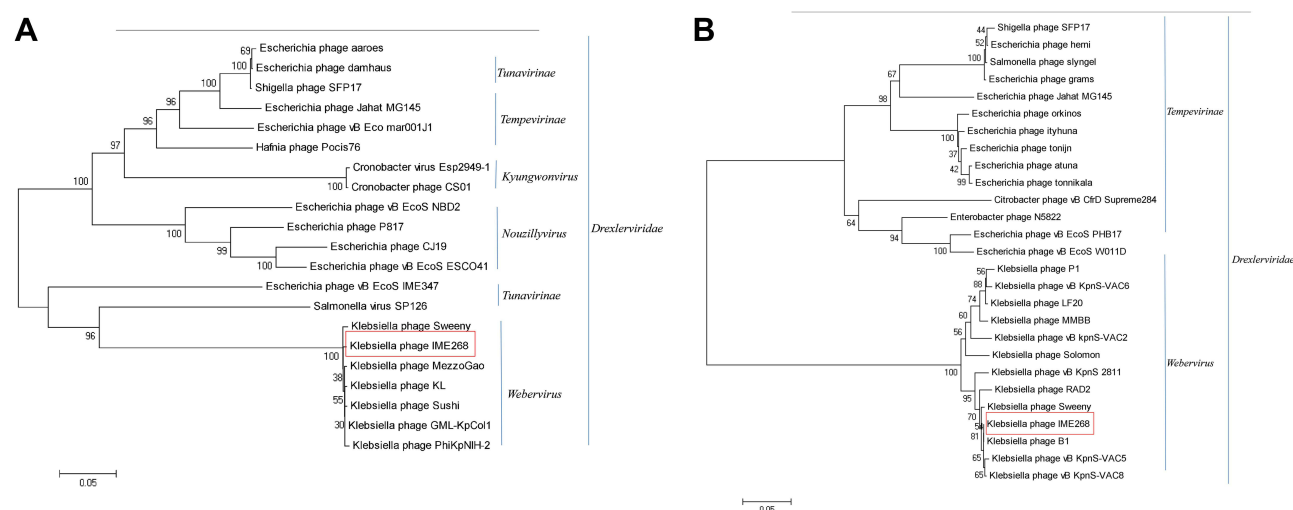 A
69
Escherichia phage aaroes
Escherichia phage damhaus
100
Shigella phage SFP17
Tunavirinae
96
Escherichia phage Jahat MG145
96
Escherichia phage vB Eco mar001J1
Tempevirinae
97
Hafnia phage Pocis76
Cronobacter virus Esp2949-1
100
Cronobacter phage CS01
Kyungwonvirus
100
Escherichia phage vB EcoS NBD2
100
Escherichia phage P817
Nouzillyvirus
99
Escherichia phage CJ19
100
Escherichia phage vB EcoS ESCO41
Drexlerviridae
Escherichia phage vB EcoS IME347
Tunavirinae
Salmonella virus SP126
96
Klebsiella phage Sweeny
Klebsiella phage IME268
100
Klebsiella phage MezzoGao
38
Klebsiella phage KL
55
Klebsiella phage Sushi
30
Klebsiella phage GML-KpCol1
Klebsiella phage PhiKpNIH-2
Webervirus
0.05
B
44
Shigella phage SFP17
52
Escherichia phage hemi
100
Salmonella phage slyngel
Escherichia phage grams
67
Escherichia phage Jahat MG145
98
Escherichia phage orkinos
100
Escherichia phage ityhuna
37
Escherichia phage tonijn
42
Escherichia phage atuna
99
Escherichia phage tonnikala
Tempevirinae
Citrobacter phage vB CfrD Supreme284
64
Enterobacter phage N5822
94
Escherichia phage vB EcoS PHB17
100
Escherichia phage vB EcoS W011D
Drexlerviridae
56
Klebsiella phage P1
88
Klebsiella phage vB KpnS-VAC6
74
Klebsiella phage LF20
60
Klebsiella phage MMBB
56
Klebsiella phage vB kpnS-VAC2
Klebsiella phage Solomon
100
Klebsiella phage vB KpnS 2811
95
Klebsiella phage RAD2
70
Klebsiella phage Sweeny
Klebsiella phage IME268
81
Klebsiella phage B1
65
Klebsiella phage vB KpnS-VAC5
65
Klebsiella phage vB KpnS-VAC8
Webervirus
0.05